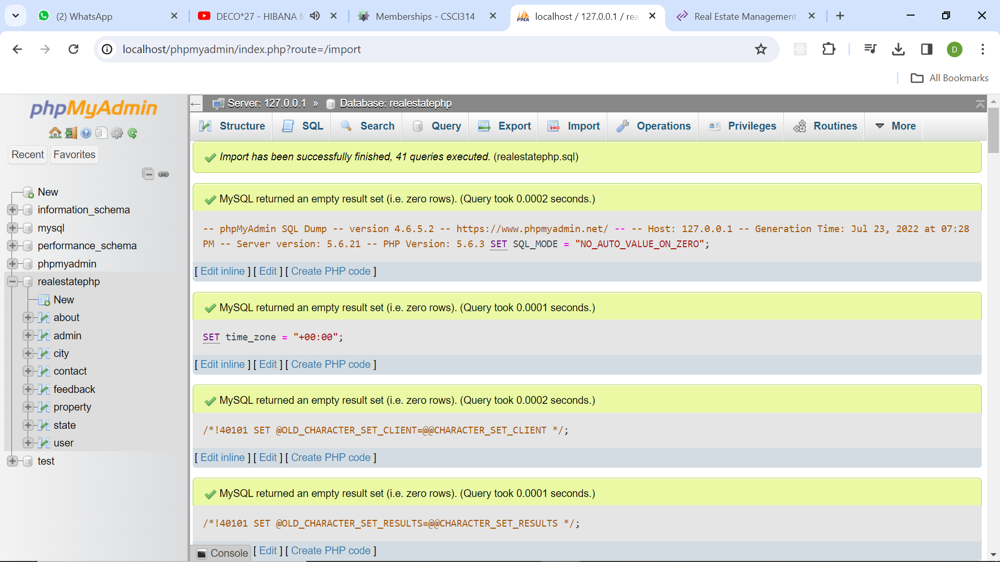 (2) WhatsApp
DECO*27 - HIBANA
Memberships - CSCI314
localhost / 127.0.0.1 / rea
Real Estate Management
localhost/phpmyadmin/index.php?route=/import
D
All Bookmarks
phpMyAdmin
Recent
Favorites
New
information_schema
mysql
performance_schema
phpmyadmin
realestatephp
New
about
admin
city
contact
feedback
property
state
user
test
Server: 127.0.0.1 » Database: realestatephp
Structure
SQL
Search
Query
Export
Import
Operations
Privileges
Routines
More
Import has been successfully finished, 41 queries executed. (realestatephp.sql)
MySQL returned an empty result set (i.e. zero rows). (Query took 0.0002 seconds.)
-- phpMyAdmin SQL Dump -- version 4.6.5.2 -- https://www.phpmyadmin.net/ -- -- Host: 127.0.0.1 -- Generation Time: Jul 23, 2022 at 07:28
PM -- Server version: 5.6.21 -- PHP Version: 5.6.3 SET SQL_MODE = "NO_AUTO_VALUE_ON_ZERO";
[ Edit inline ] [ Edit ] [ Create PHP code ]
MySQL returned an empty result set (i.e. zero rows). (Query took 0.0001 seconds.)
SET time_zone = "+00:00";
[ Edit inline ] [ Edit ] [ Create PHP code ]
MySQL returned an empty result set (i.e. zero rows). (Query took 0.0002 seconds.)
/*!40101 SET @OLD_CHARACTER_SET_CLIENT=@@CHARACTER_SET_CLIENT */;
[ Edit inline ] [ Edit ] [ Create PHP code ]
MySQL returned an empty result set (i.e. zero rows). (Query took 0.0001 seconds.)
/*!40101 SET @OLD_CHARACTER_SET_RESULTS=@@CHARACTER_SET_RESULTS */;
Console [ Edit ] [ Create PHP code ]